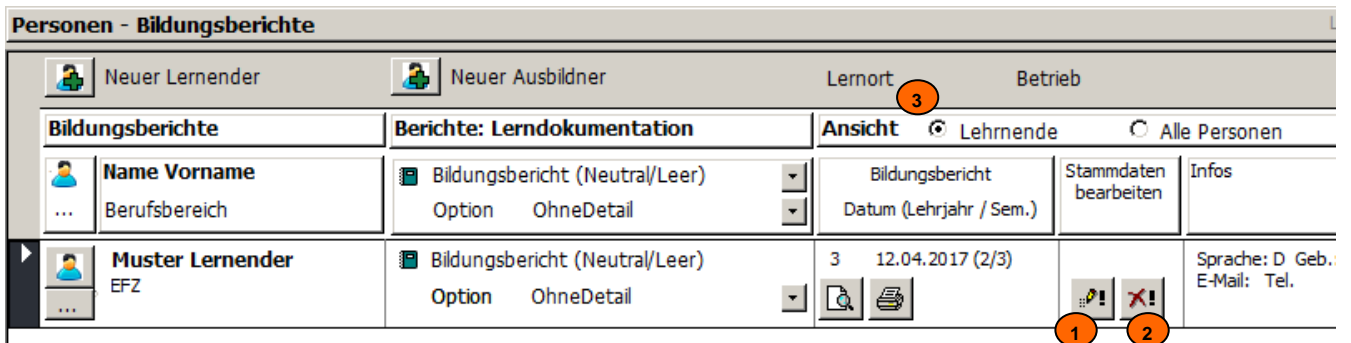 Personen - Bildungsberichte
Neuer Lernender Neuer Ausbildner Lernort Betrieb
3
Bildungsberichte Berichte: Lerndokumentation Ansicht Lehrnende Alle Personen
Name Vorname Bildungsbericht (Neutral/Leer) Bildungsbericht Stammdaten bearbeiten Infos
... Berufsbereich Option OhneDetail Datum (Lehrjahr / Sem.)
Muster Lernender Bildungsbericht (Neutral/Leer) 3 12.04.2017 (2/3) Sprache: D Geb.:
EFZ Option OhneDetail E-Mail: Tel.
...
1 2